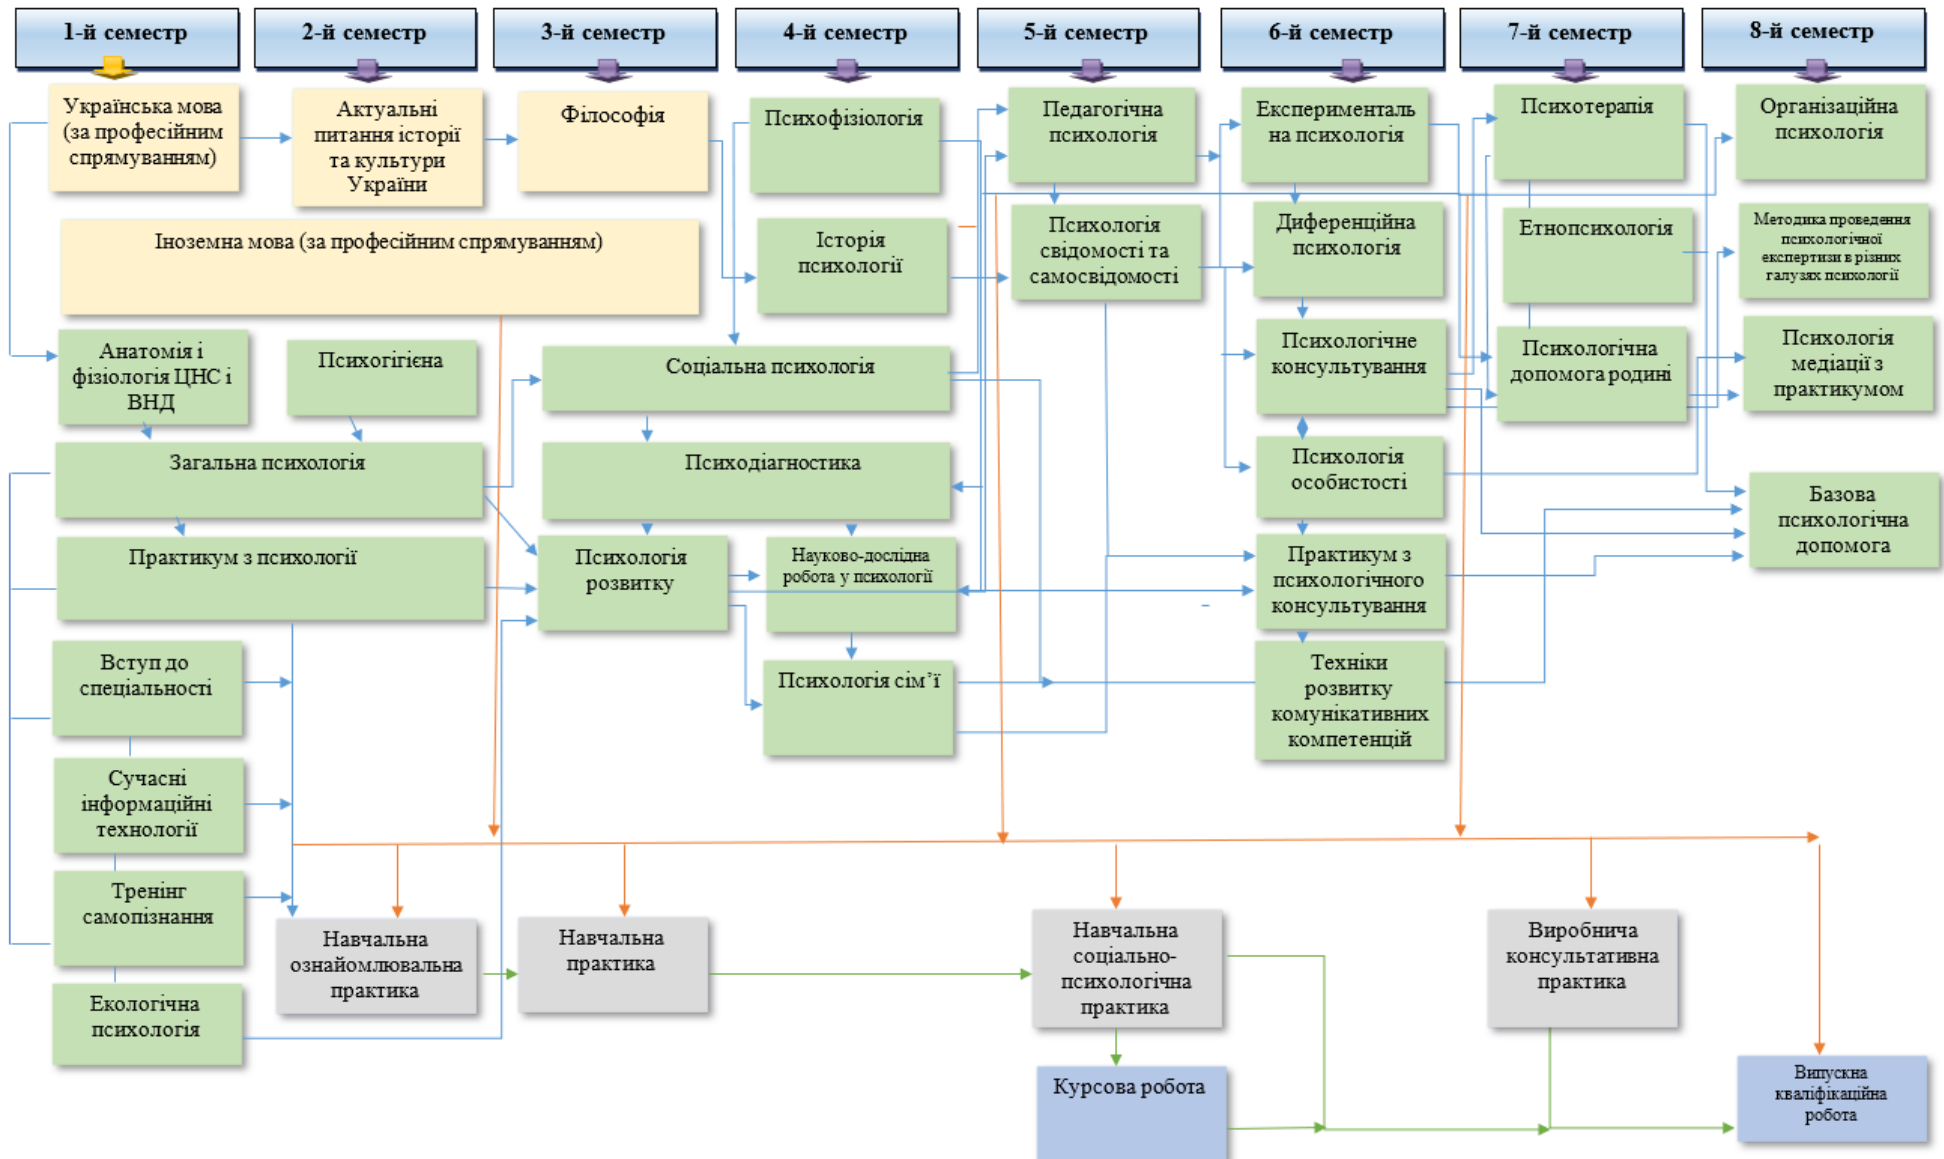 1-й семестр
2-й семестр
3-й семестр
4-й семестр
5-й семестр
6-й семестр
7-й семестр
8-й семестр
Українська мова
(за професійним
спрямуванням)
Актуальні
питання історії
та культури
України
Філософія
Психофізіологія
Педагогічна
психологія
Експерименталь
на психологія
Психотерапія
Організаційна
психологія
Іноземна мова (за професійним спрямуванням)
Історія
психології
Психологія
свідомості та
самосвідомості
Диференційна
психологія
Етнопсихологія
Методика проведення
психологічної
експертизи в різних
галузях психології
Анатомія і
фізіологія ЦНС і
ВНД
Психогігієна
Соціальна психологія
Психологічне
консультування
Психологічна
допомога родині
Психологія
медіації з
практикумом
Загальна психологія
Психодіагностика
Психологія
особистості
Базова
психологічна
допомога
Практикум з психології
Психологія
розвитку
Науково-дослідна
робота у психології
Практикум з
психологічного
консультування
Вступ до
спеціальності
Психологія сім’ї
Техніки
розвитку
комунікативних
компетенцій
Сучасні
інформаційні
технології
Тренінг
самопізнання
Навчальна
ознайомлювальна
практика
Навчальна
практика
Навчальна
соціально-
психологічна
практика
Виробнича
консультативна
практика
Екологічна
психологія
Курсова робота
Випускна
кваліфікаційна
робота